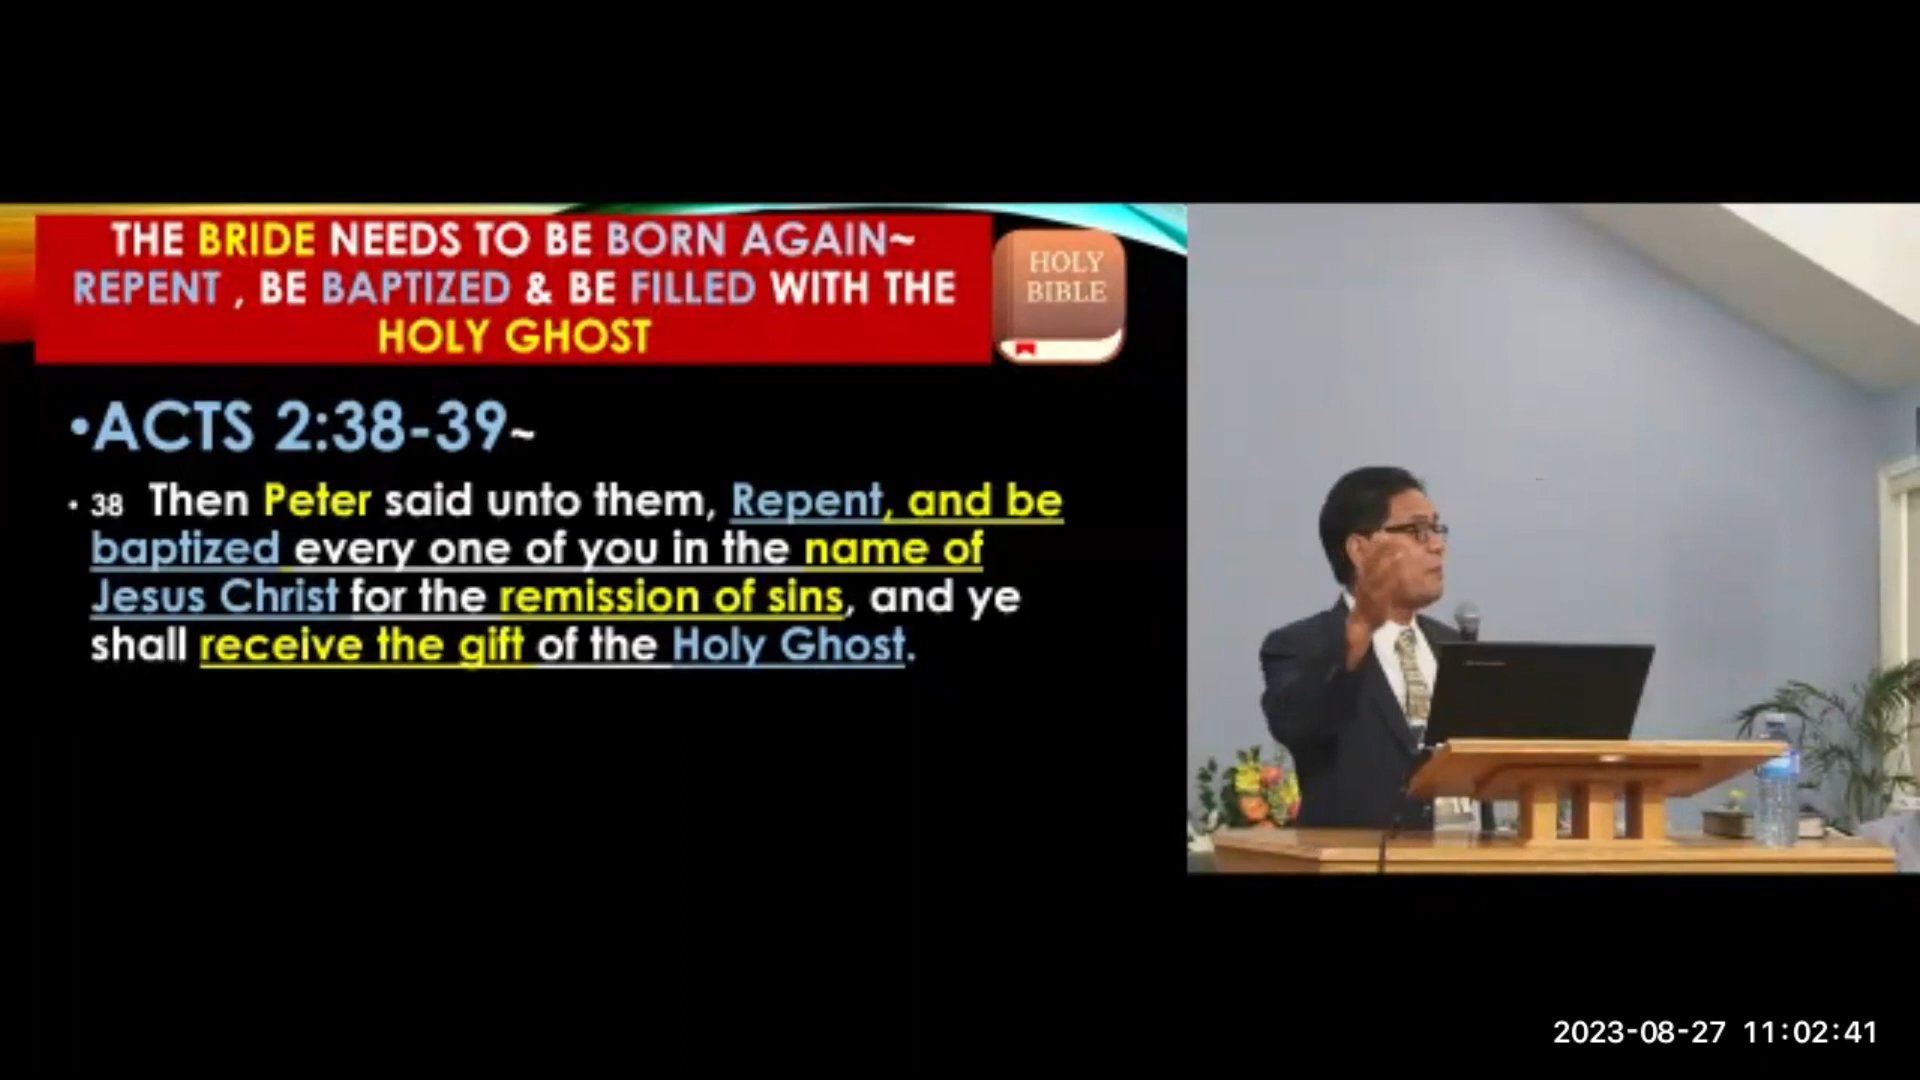 THE BRIDE NEEDS TO BE BORN AGAIN~
REPENT , BE BAPTIZED & BE FILLED WITH THE
HOLY GHOST
HOLY
BIBLE
•ACTS 2:38-39~
• 38 Then Peter said unto them, Repent, and be
baptized every one of you in the name of
Jesus Christ for the remission of sins, and ye
shall receive the gift of the Holy Ghost.
2023-08-27 11:02:41